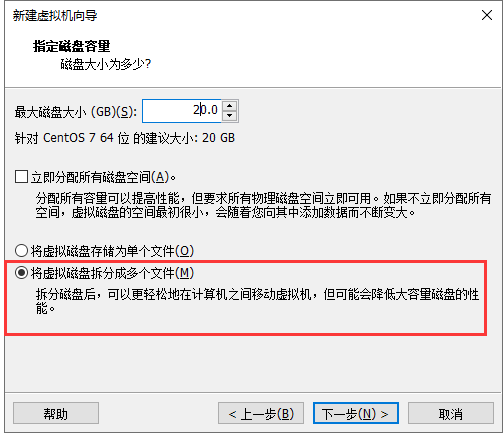 新建虚拟机向导
指定磁盘容量
磁盘大小为多少?
最大磁盘大小 (GB)(S): 20.0
针对 CentOS 7 64 位 的建议大小: 20 GB
立即分配所有磁盘空间(A)。
分配所有容量可以提高性能，但要求所有物理磁盘空间立即可用。如果不立即分配所有
空间，虚拟磁盘的空间最初很小，会随着您向其中添加数据而不断变大。
将虚拟磁盘存储为单个文件(O)
将虚拟磁盘拆分成多个文件(M)
拆分磁盘后，可以更轻松地在计算机之间移动虚拟机，但可能会降低大容量磁盘的性
能。
帮助 < 上一步(B) 下一步(N) > 取消